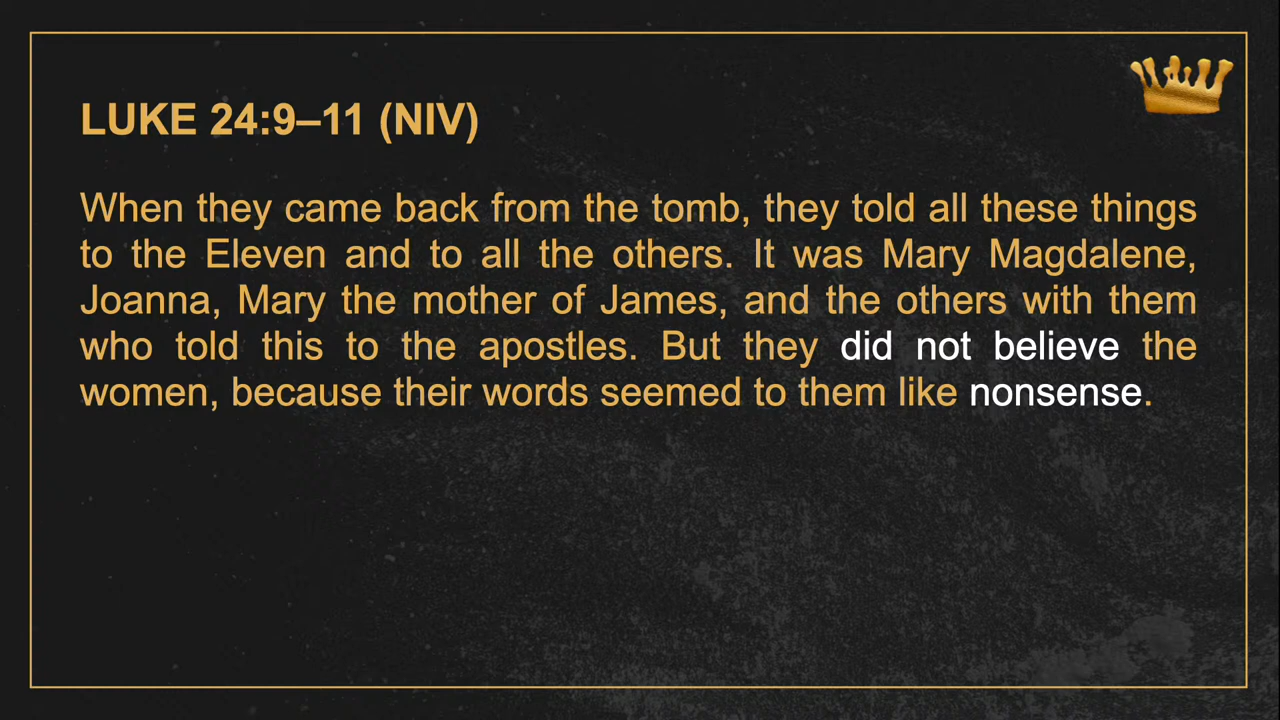 LUKE 24:9–11 (NIV)
When they came back from the tomb, they told all these things
to the Eleven and to all the others. It was Mary Magdalene,
Joanna, Mary the mother of James, and the others with them
who told this to the apostles. But they did not believe the
women, because their words seemed to them like nonsense.